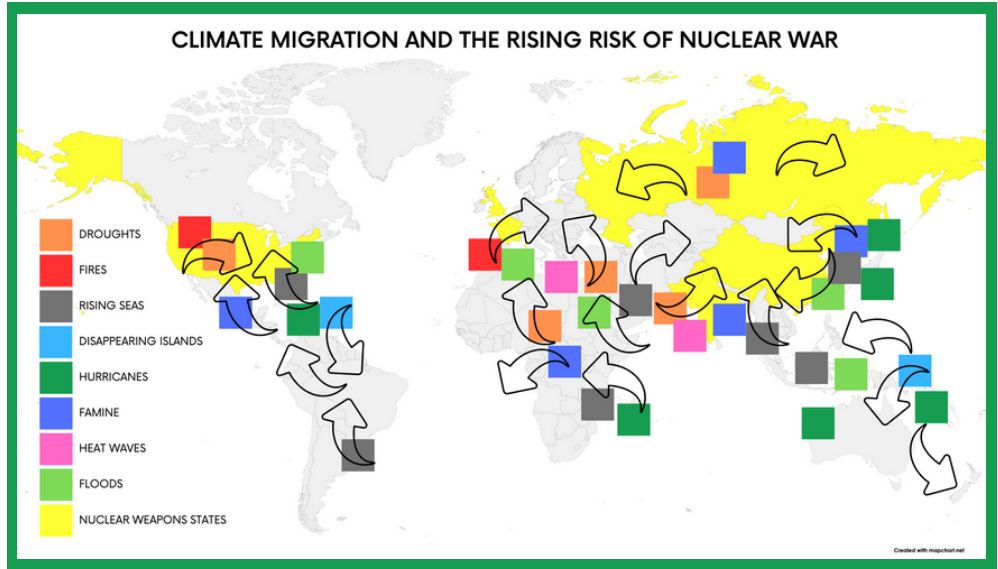 CLIMATE MIGRATION AND THE RISING RISK OF NUCLEAR WAR
DROUGHTS
FIRES
RISING SEAS
DISAPPEARING ISLANDS
HURRICANES
FAMINE
HEAT WAVES
FLOODS
NUCLEAR WEAPONS STATES
Created with mapchart.net